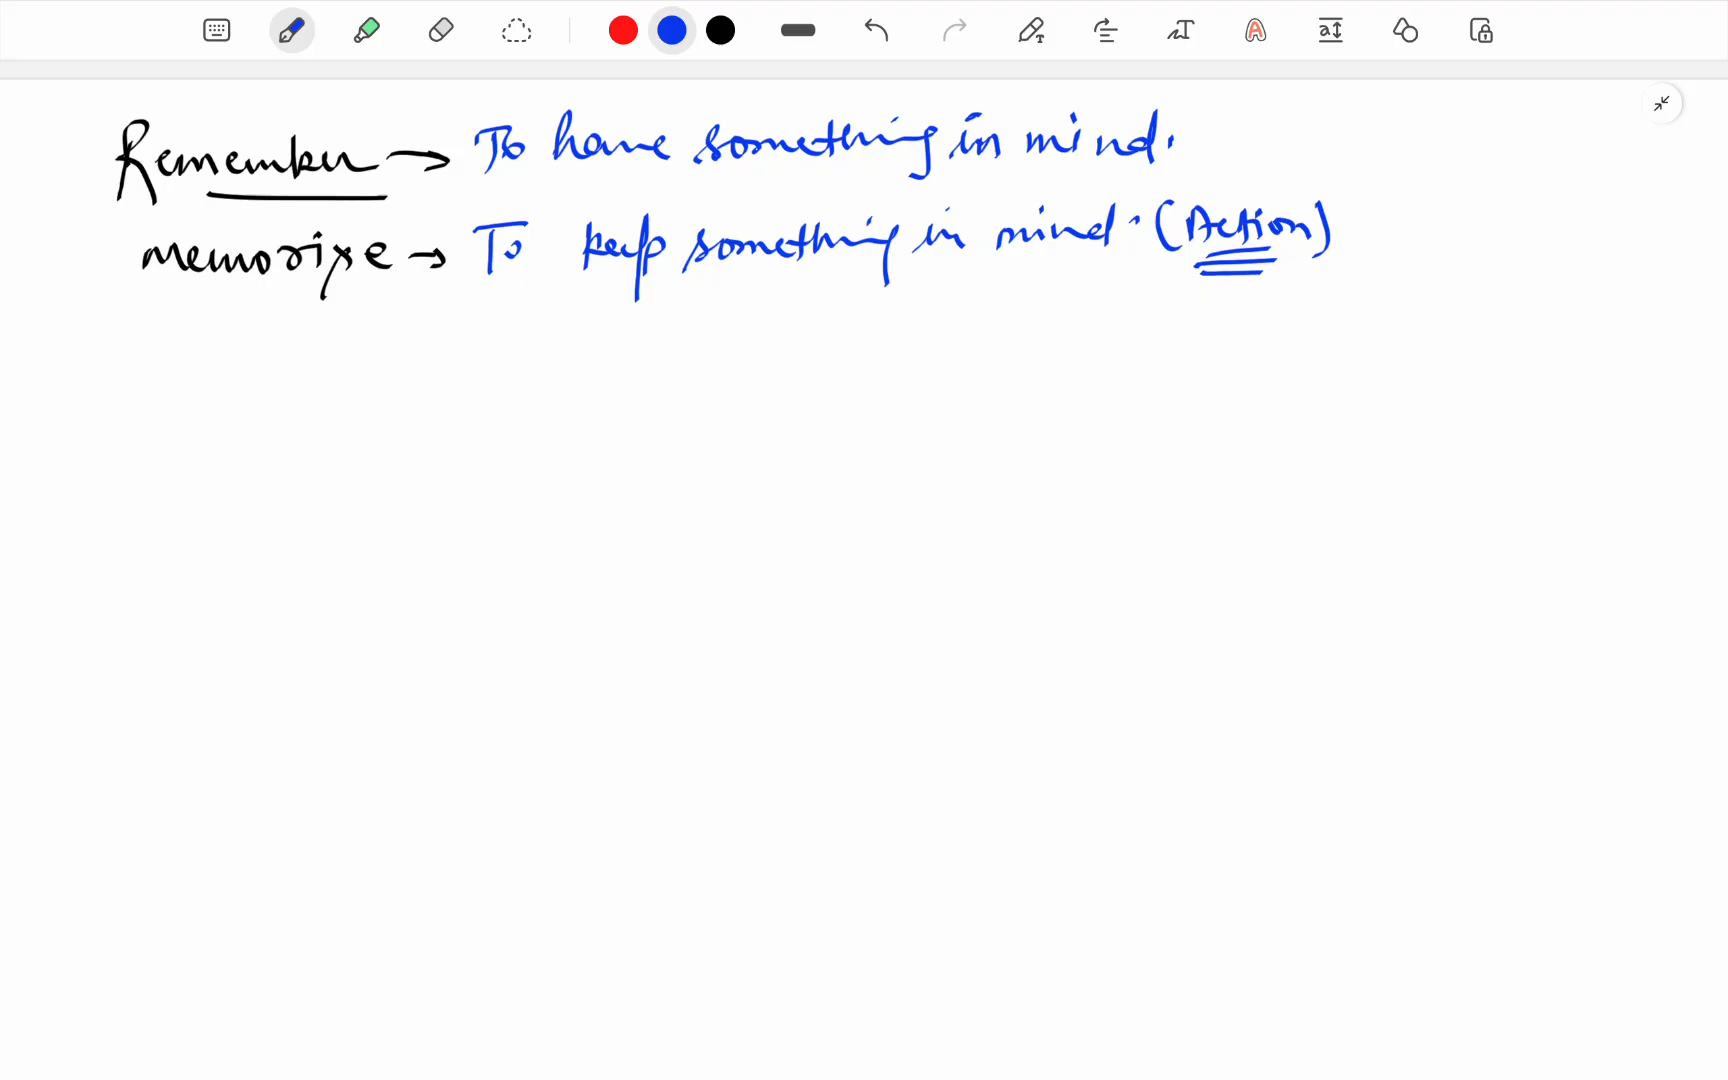 Remember → To have something in mind.
memorize → To keep something in mind. (Action)